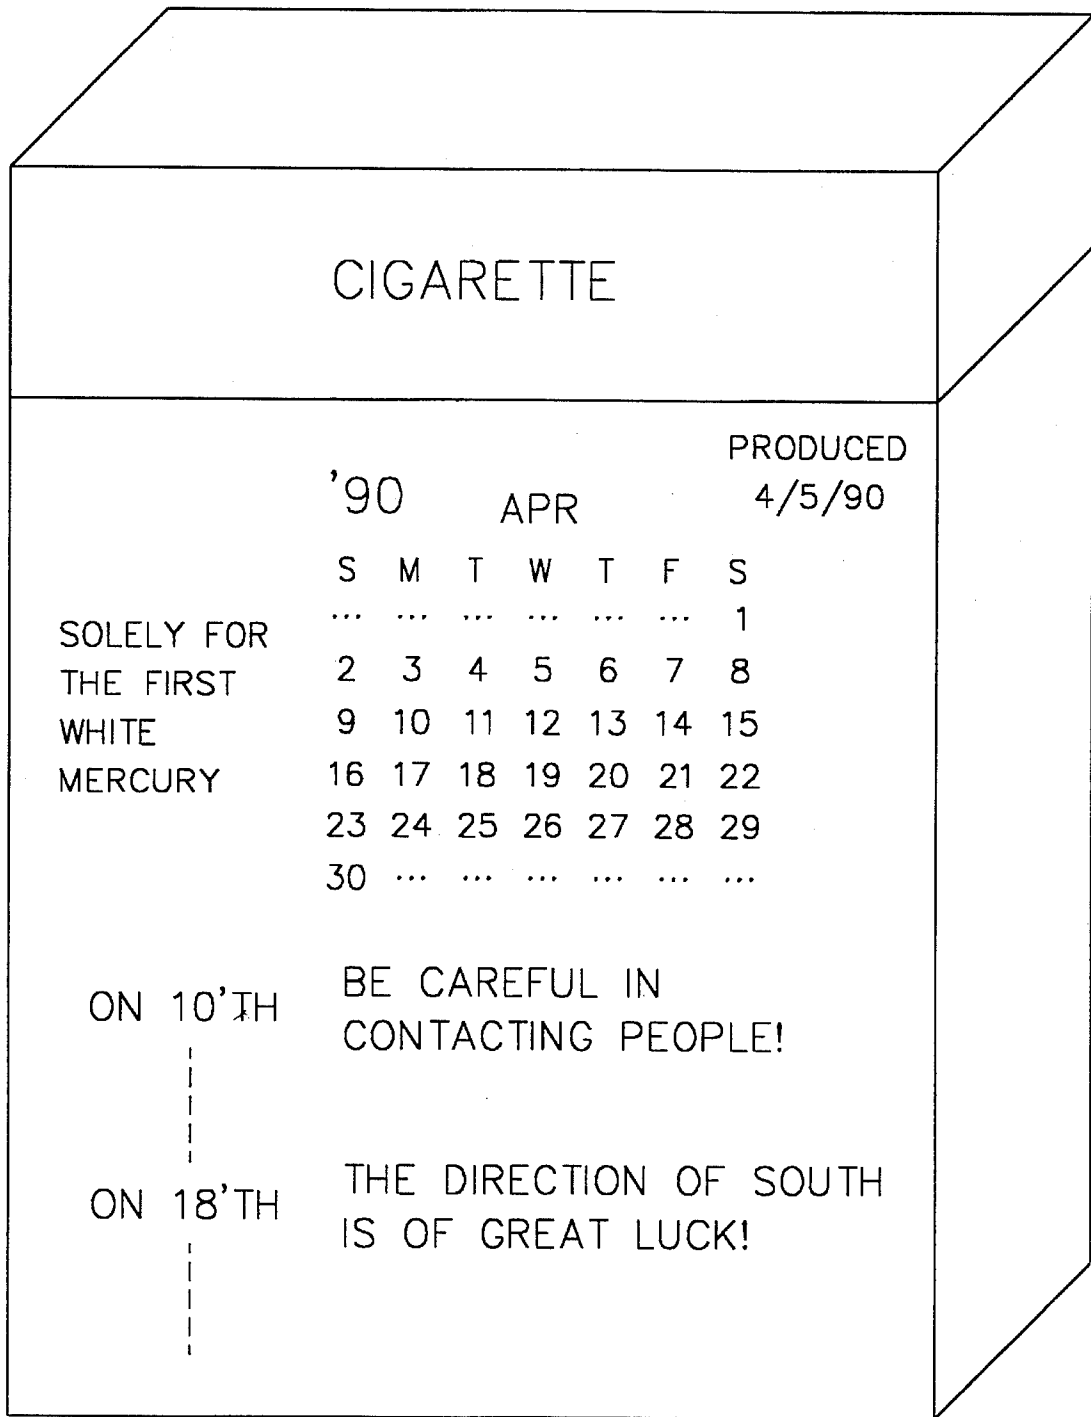 CIGARETTE
PRODUCED
4/5/90
'90 APR
S M T W T F S
... ... ... ... ... ... 1
2 3 4 5 6 7 8
9 10 11 12 13 14 15
16 17 18 19 20 21 22
23 24 25 26 27 28 29
30 ... ... ... ... ... ...
SOLELY FOR
THE FIRST
WHITE
MERCURY
ON 10'TH
BE CAREFUL IN
CONTACTING PEOPLE!
ON 18'TH
THE DIRECTION OF SOUTH
IS OF GREAT LUCK!